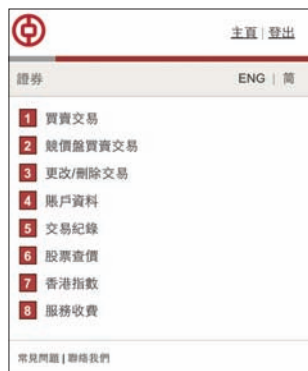 主頁 | 登出
證券 ENG | 简
1 買賣交易
2 競價盤買賣交易
3 更改/刪除交易
4 賬戶資料
5 交易紀錄
6 股票查價
7 香港指數
8 服務收費
常見問題 | 聯絡我們